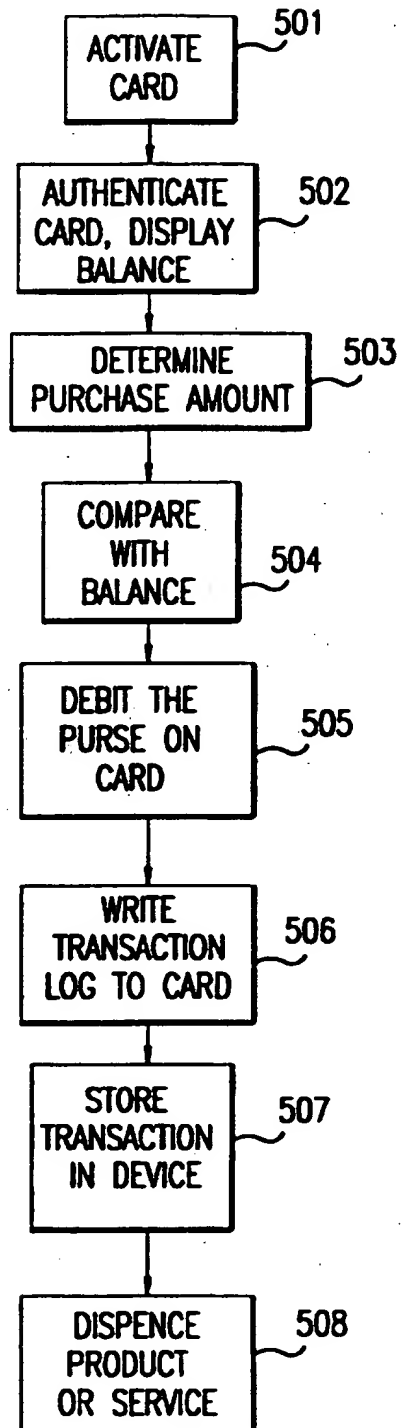 501
ACTIVATE
CARD
502
AUTHENTICATE
CARD, DISPLAY
BALANCE
503
DETERMINE
PURCHASE AMOUNT
COMPARE
WITH
BALANCE
504
DEBIT THE
PURSE ON
CARD
505
WRITE
TRANSACTION
LOG TO CARD
506
STORE
TRANSACTION
IN DEVICE
507
DISPENCE
PRODUCT
OR SERVICE
508